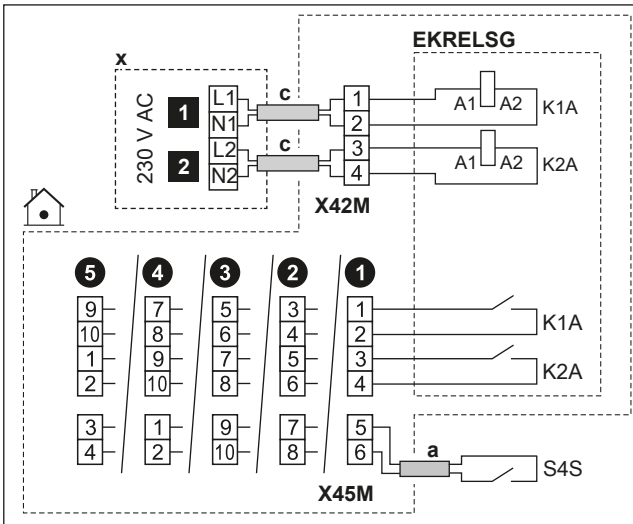 EKRELSG
x
230 V AC
1 L1 c 1 A1 A2 K1A
N1 2
2 L2 c 3 A1 A2 K2A
N2 4
X42M
5 4 3 2 1
9 7 5 3 1
10 8 6 4 2 K1A
1 9 7 5 3
2 10 8 6 4 K2A
3 1 9 7 5
4 2 10 8 6 a S4S
X45M